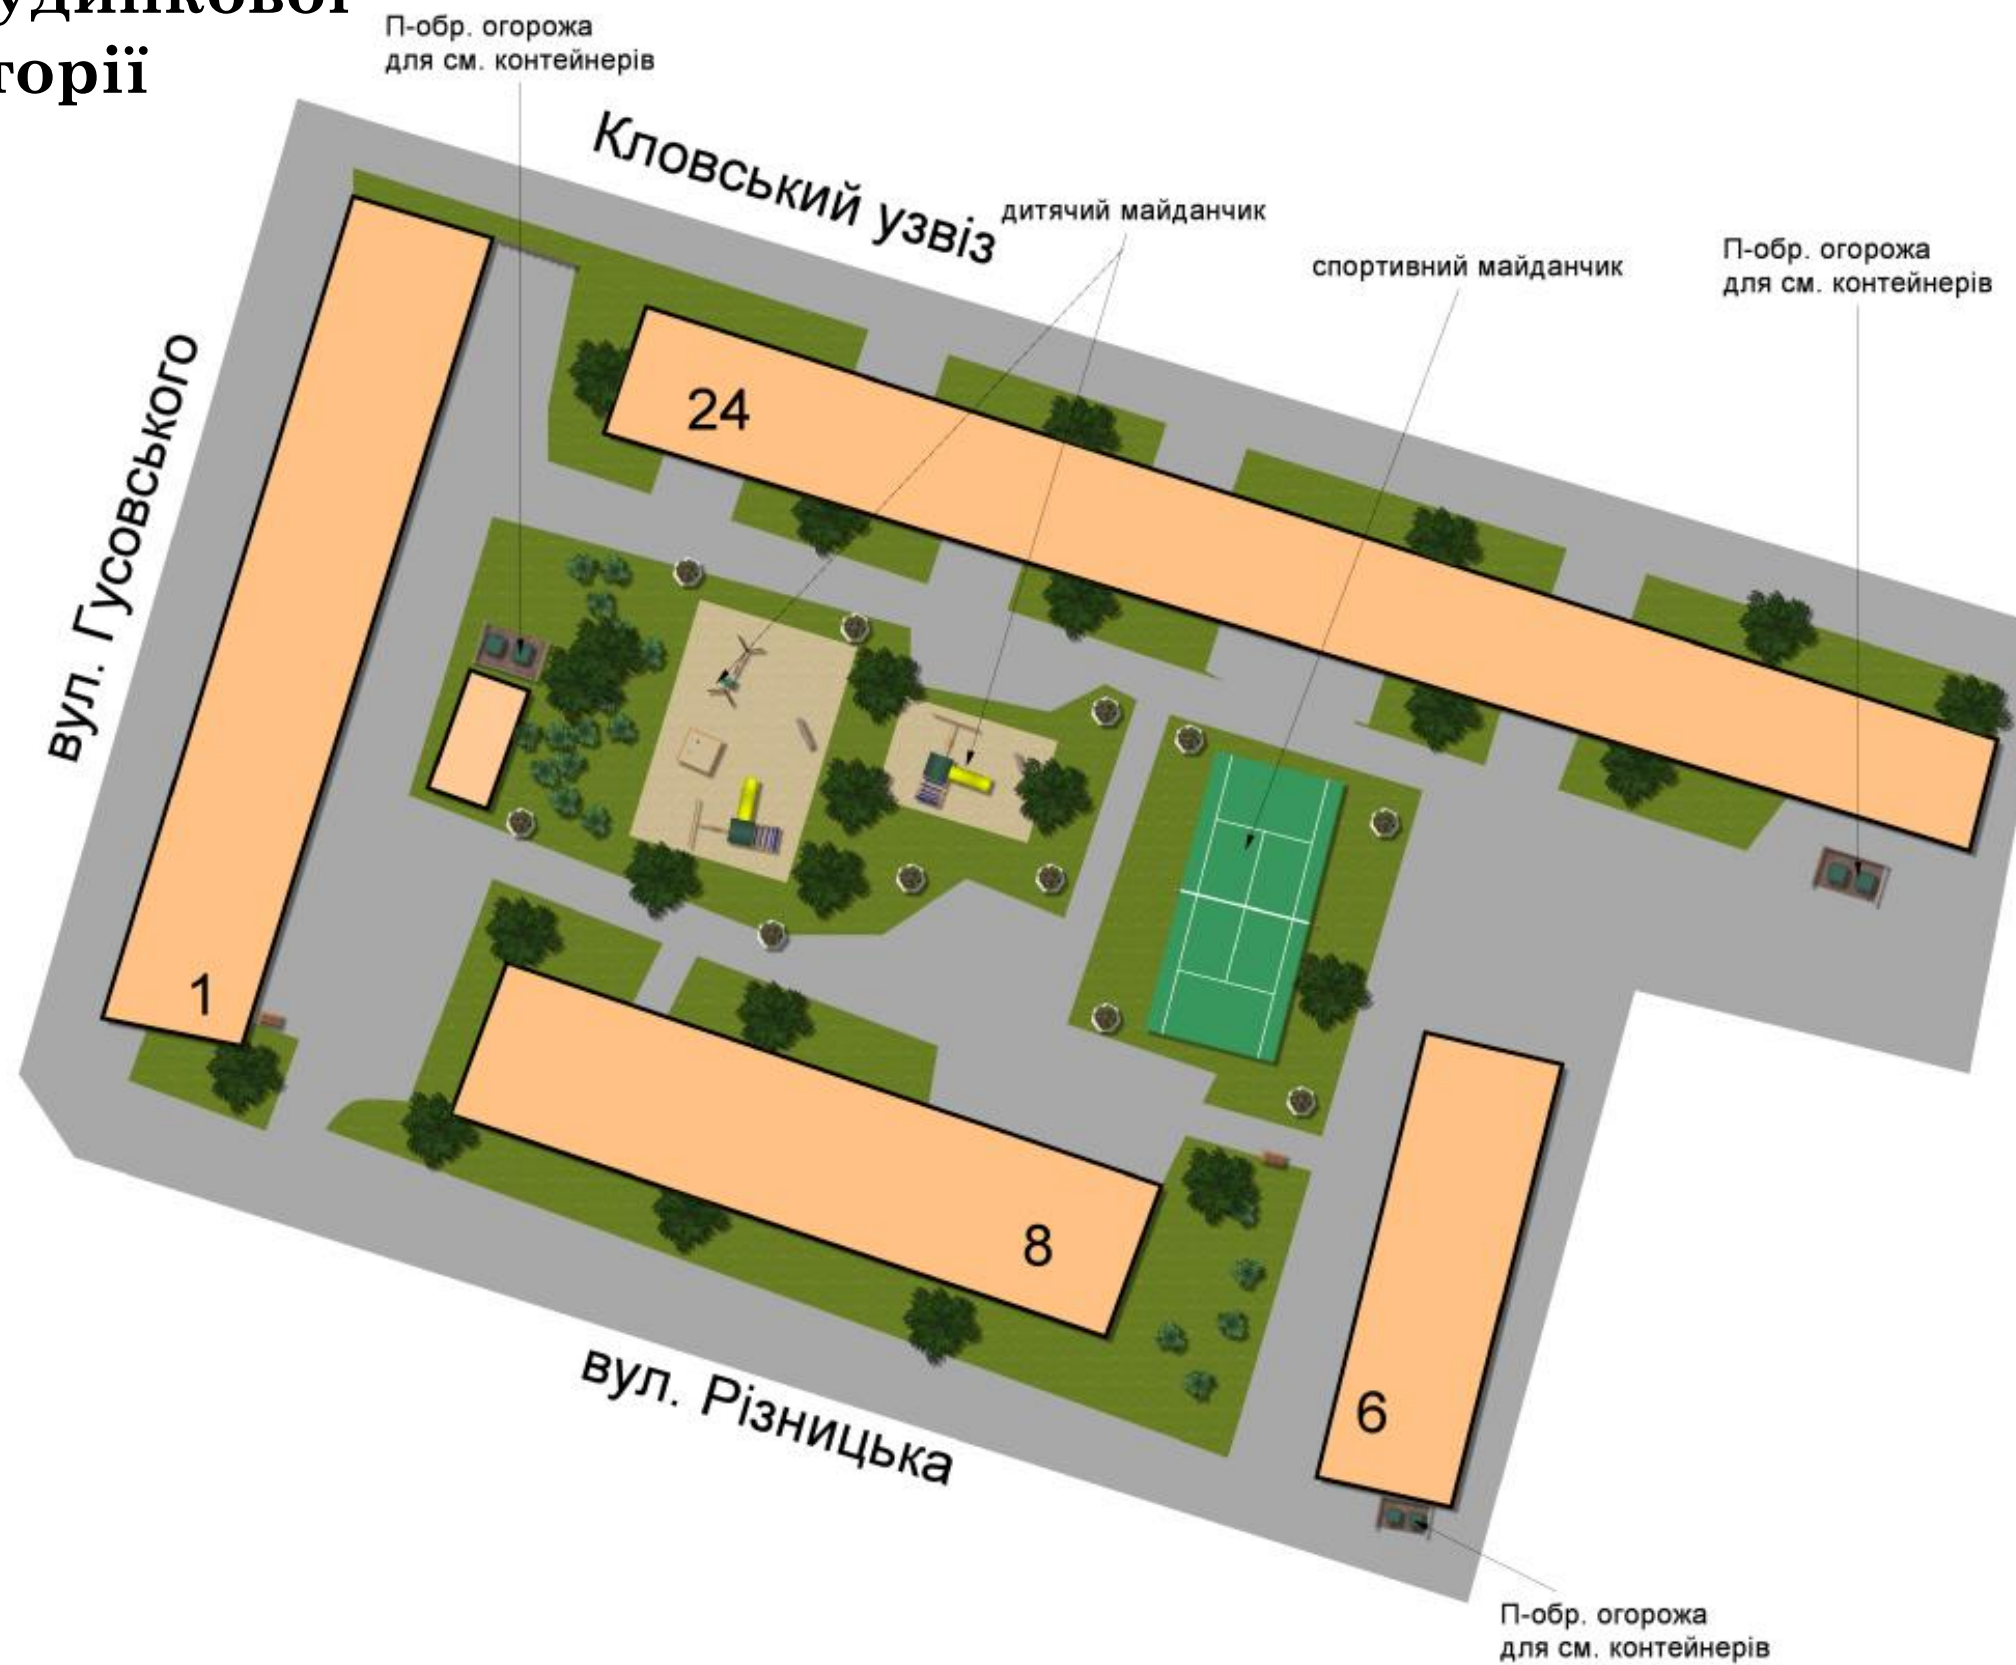 торії
П-обр. огорожа
для см. контейнерів
Кловський узвіз
дитячий майданчик
спортивний майданчик
П-обр. огорожа
для см. контейнерів
вул. Гусовського
24
1
8
6
вул. Різницька
П-обр. огорожа
для см. контейнерів